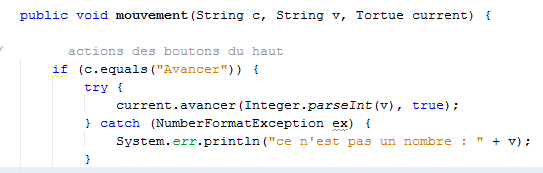 public void mouvement(String c, String v, Tortue current) {
actions des boutons du haut
if (c.equals("Avancer")) {
try {
current.avancer(Integer.parseInt(v), true);
} catch (NumberFormatException ex) {
System.err.println("ce n'est pas un nombre : " + v);
}